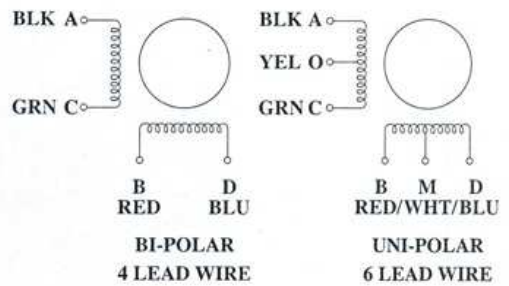 BLK A
GRN C
B D
RED BLU
BI-POLAR
4 LEAD WIRE
BLK A
YEL O
GRN C
B M D
RED/WHT/BLU
UNI-POLAR
6 LEAD WIRE